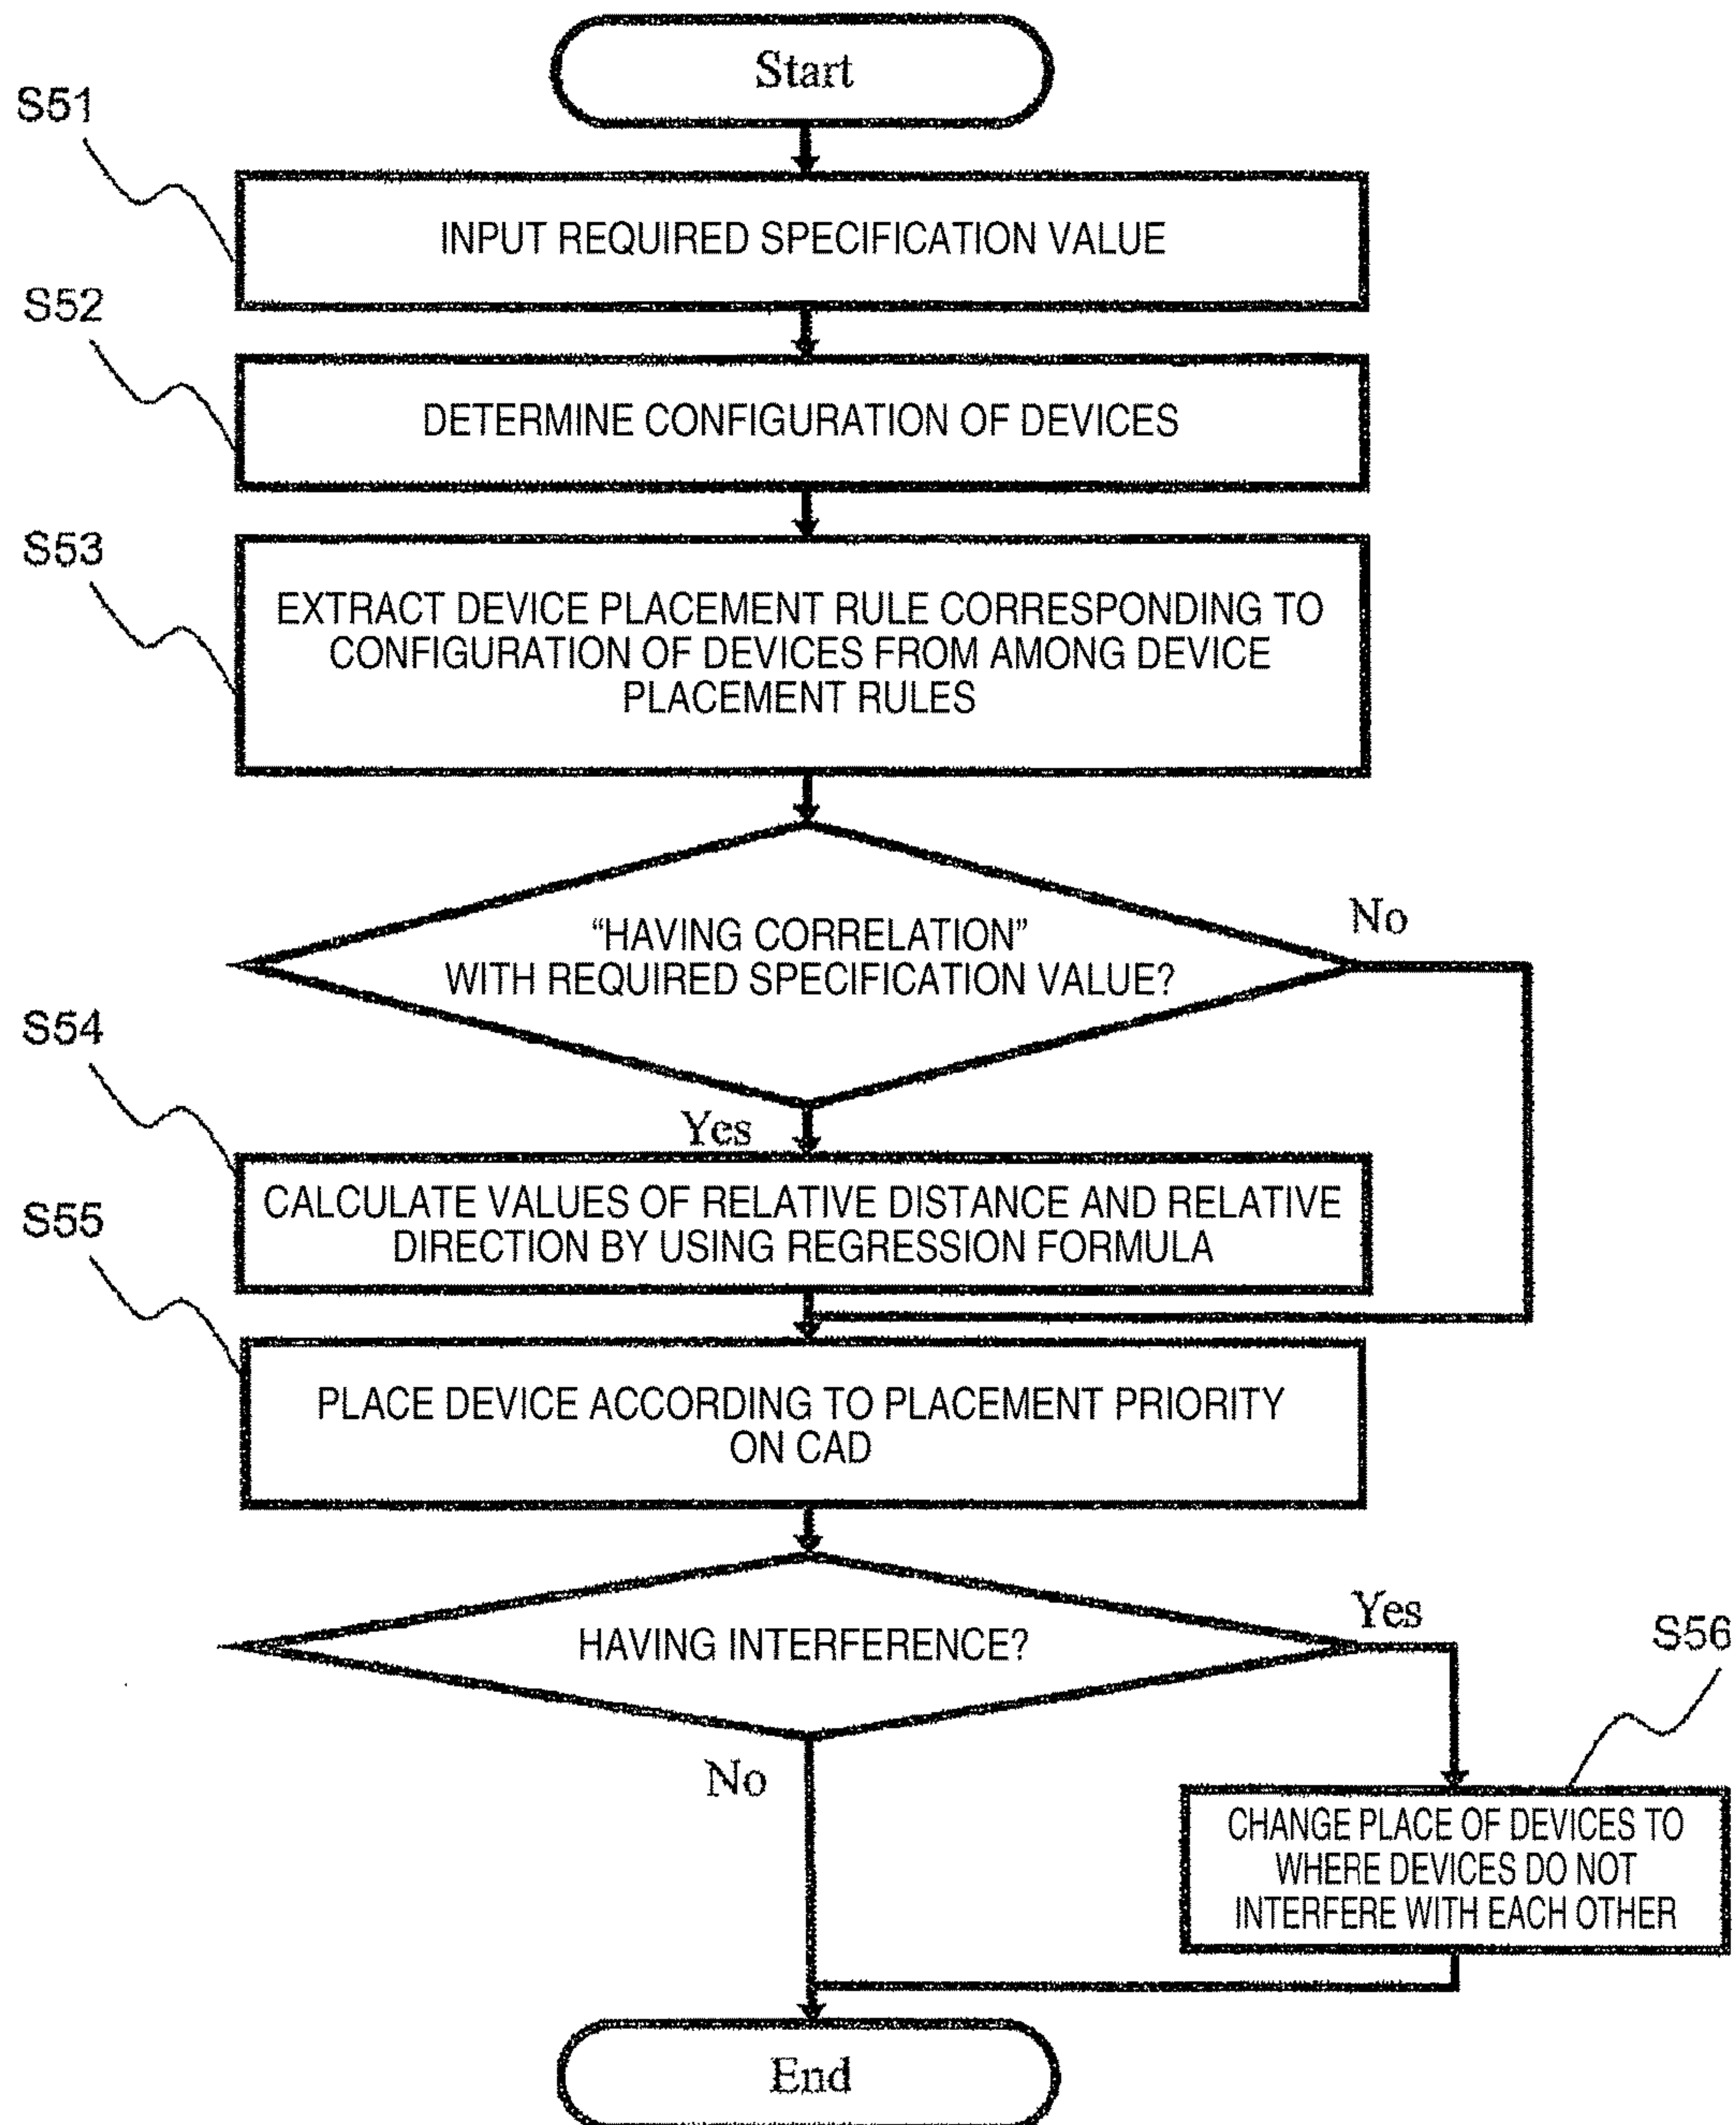 Start
S51
INPUT REQUIRED SPECIFICATION VALUE
S52
DETERMINE CONFIGURATION OF DEVICES
S53
EXTRACT DEVICE PLACEMENT RULE CORRESPONDING TO
CONFIGURATION OF DEVICES FROM AMONG DEVICE
PLACEMENT RULES
“HAVING CORRELATION”
WITH REQUIRED SPECIFICATION VALUE?
No
Yes
S54
CALCULATE VALUES OF RELATIVE DISTANCE AND RELATIVE
DIRECTION BY USING REGRESSION FORMULA
S55
PLACE DEVICE ACCORDING TO PLACEMENT PRIORITY
ON CAD
HAVING INTERFERENCE?
Yes
No
S56
CHANGE PLACE OF DEVICES TO
WHERE DEVICES DO NOT
INTERFERE WITH EACH OTHER
End